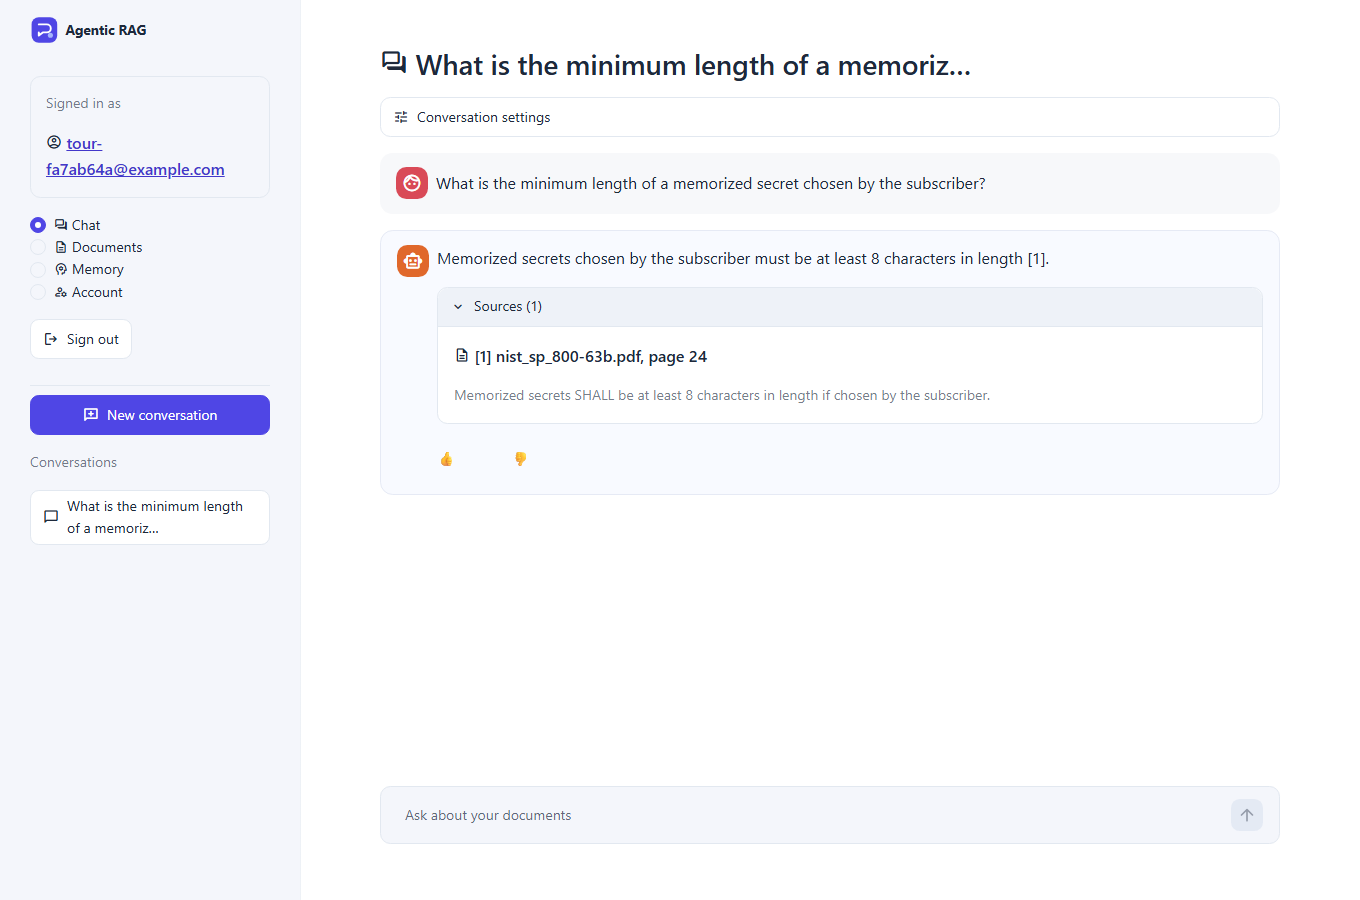 Agentic RAG
Signed in as
tour-
fa7ab64a@example.com
Chat
Documents
Memory
Account
Sign out
New conversation
Conversations
What is the minimum length
of a memoriz...
What is the minimum length of a memoriz...
Conversation settings
What is the minimum length of a memorized secret chosen by the subscriber?
Memorized secrets chosen by the subscriber must be at least 8 characters in length [1].
Sources (1)
[1] nist_sp_800-63b.pdf, page 24
Memorized secrets SHALL be at least 8 characters in length if chosen by the subscriber.
Ask about your documents